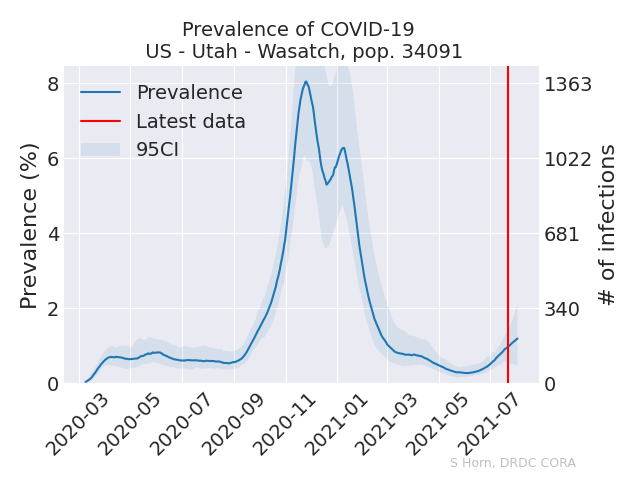 Prevalence of COVID-19
US - Utah - Wasatch, pop. 34091
Prevalence
Latest data
95CI
Prevalence (%)
8
6
4
2
0
1363
1022
681
340
0
# of infections
2020-03
2020-05
2020-07
2020-09
2020-11
2021-01
2021-03
2021-05
2021-07
S Horn, DRDC CORA